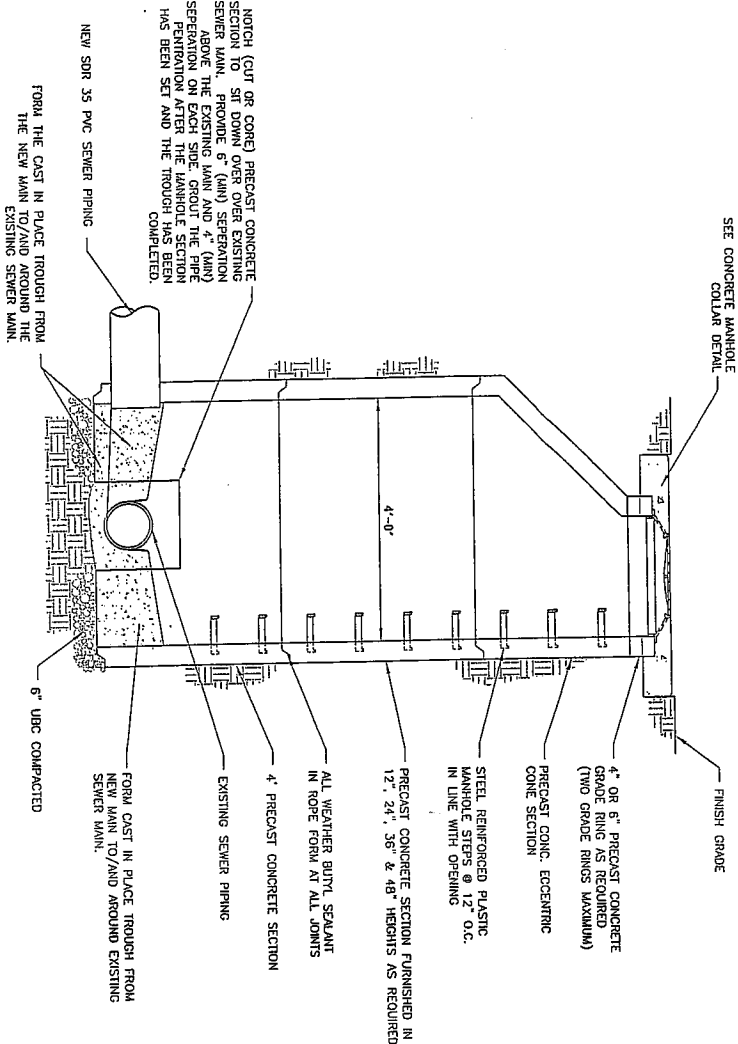 SEE CONCRETE MANHOLE
COLLAR DETAIL
FINISH GRADE
4" OR 6" PRECAST CONCRETE
GRADE RING AS REQUIRED
(TWO GRADE RINGS MAXIMUM)
PRECAST CONC. ECCENTRIC
CONE SECTION
STEEL REINFORCED PLASTIC
MANHOLE STEPS @ 12" O.C.
IN LINE WITH OPENING
PRECAST CONCRETE SECTION FURNISHED IN
12", 24", 36" & 48" HEIGHTS AS REQUIRED
ALL WEATHER BUTYL SEALANT
IN ROPE FORM AT ALL JOINTS
4' PRECAST CONCRETE SECTION
EXISTING SEWER PIPING
FORM CAST IN PLACE TROUGH FROM
NEW MAIN TO/AND AROUND EXISTING
SEWER MAIN.
6" UBC COMPACTED
4'-0"
NOTCH (CUT OR CORE) PRECAST CONCRETE
SECTION TO SIT DOWN OVER OVER EXISTING
SEWER MAIN. PROVIDE 6" (MIN) SEPERATION
ABOVE THE EXISTING MAIN AND 4" (MIN)
SEPERATION ON EACH SIDE. GROUT THE PIPE
PENTRATION AFTER THE MANHOLE SECTION
HAS BEEN SET AND THE TROUGH HAS BEEN
COMPLETED.
NEW SDR 35 PVC SEWER PIPING
FORM THE CAST IN PLACE TROUGH FROM
THE NEW MAIN TO/AND AROUND THE
EXISTING SEWER MAIN.